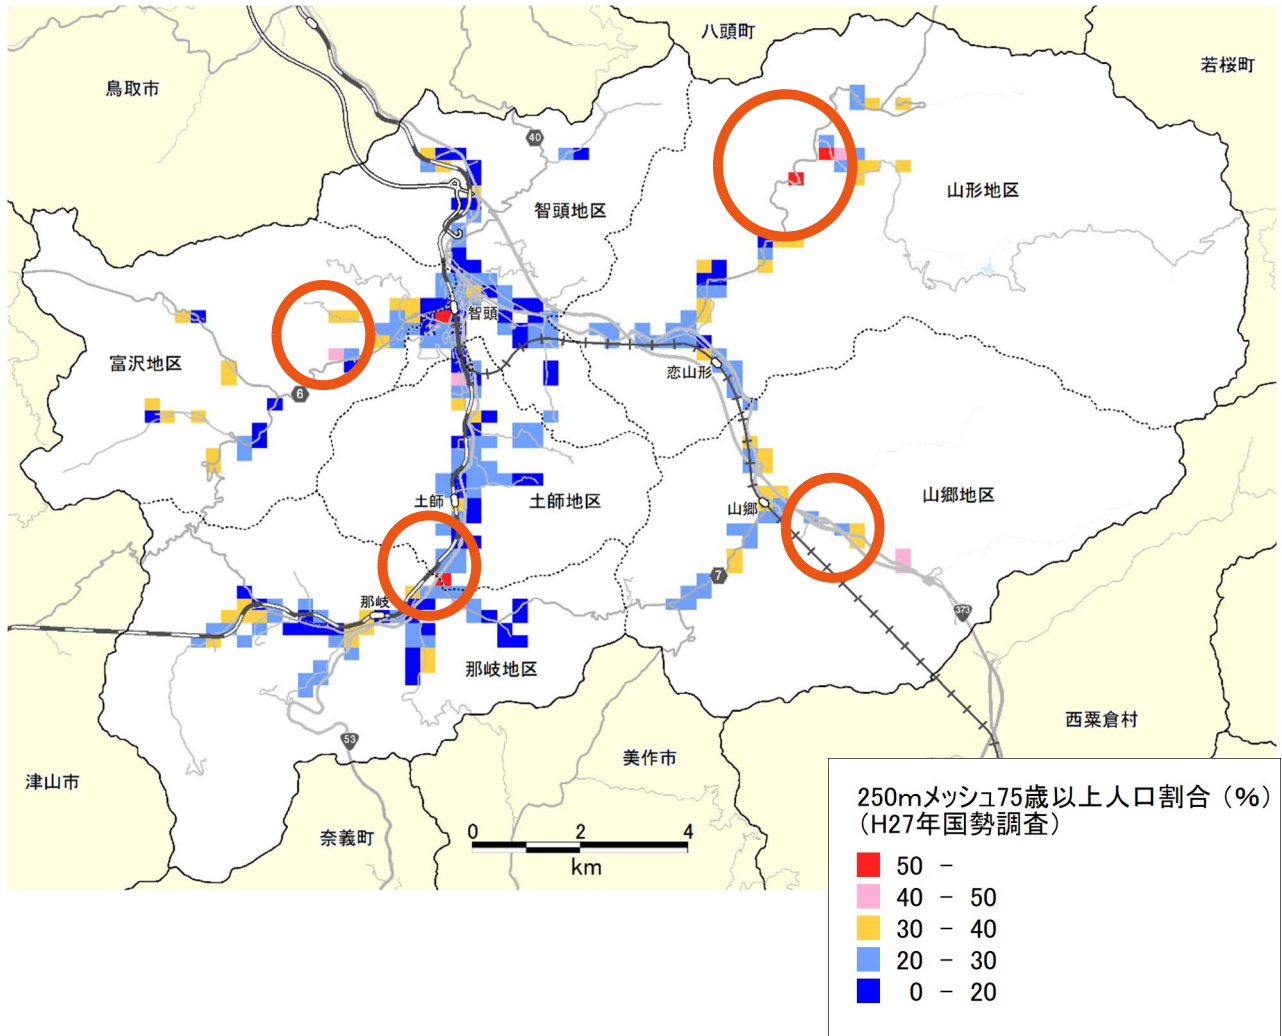 八頭町
若桜町
鳥取市
40
山形地区
智頭地区
智頭
富沢地区
恋山形
6
山郷地区
土師
土師地区
山郷
7
那岐
373
那岐地区
西粟倉村
53
美作市
津山市
奈義町
0 2 4
km
250mメッシュ75歳以上人口割合（%）
（H27年国勢調査）
50 -
40 - 50
30 - 40
20 - 30
0 - 20